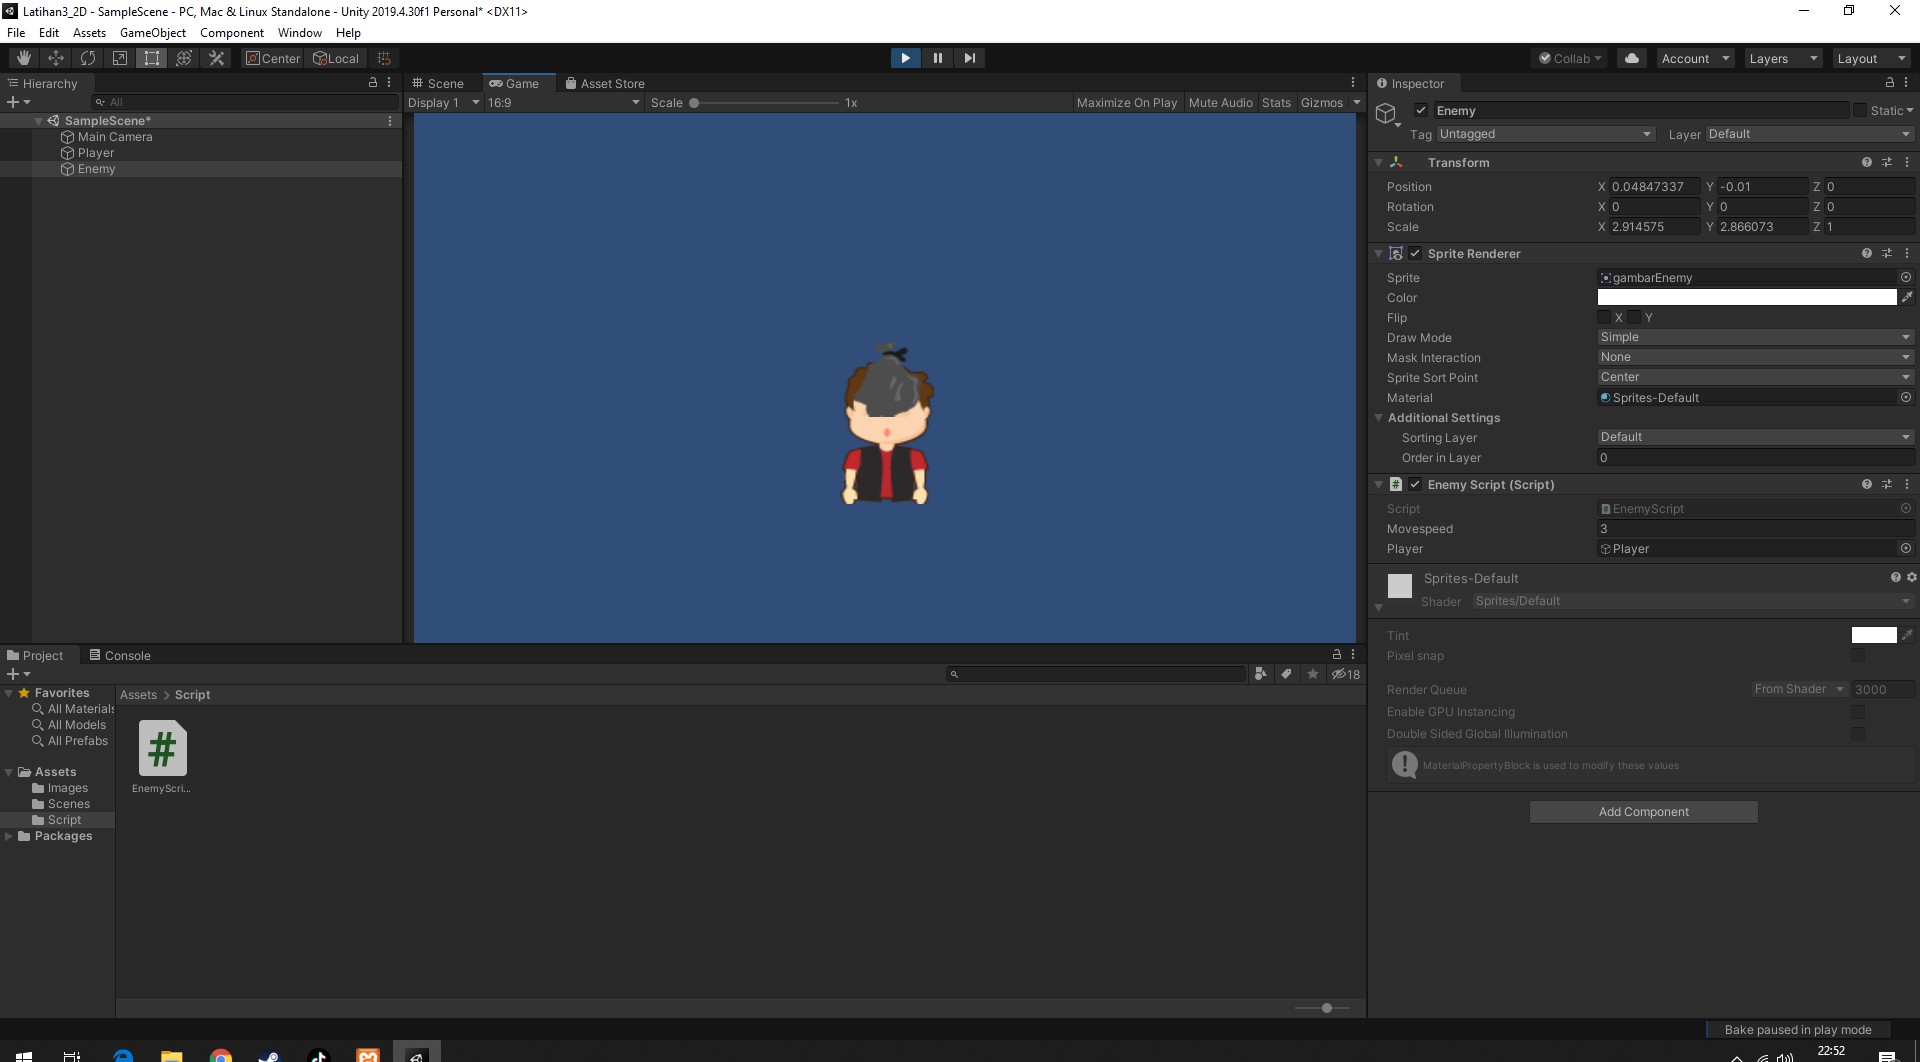 Latihan3_2D - SampleScene - PC, Mac & Linux Standalone - Unity 2019.4.30f1 Personal* <DX11>
File Edit Assets GameObject Component Window Help
Center Local Collab Account Layers Layout
Hierarchy
All
SampleScene*
Main Camera
Player
Enemy
Scene Game Asset Store
Display 1 16:9 Scale 1x Maximize On Play Mute Audio Stats Gizmos
Inspector
Enemy Static
Tag Untagged Layer Default
Transform
Position X 0.04847337 Y -0.01 Z 0
Rotation X 0 Y 0 Z 0
Scale X 2.914575 Y 2.866073 Z 1
Sprite Renderer
Sprite gambarEnemy
Color
Flip X Y
Draw Mode Simple
Mask Interaction None
Sprite Sort Point Center
Material Sprites-Default
Additional Settings
Sorting Layer Default
Order in Layer 0
# Enemy Script (Script)
Script EnemyScript
Movespeed 3
Player Player
Sprites-Default
Shader Sprites/Default
Tint
Pixel snap
Render Queue From Shader 3000
Enable GPU Instancing
Double Sided Global Illumination
MaterialPropertyBlock is used to modify these values
Add Component
Project Console
18
Favorites
All Materials
All Models
All Prefabs
Assets
Images
Scenes
Script
Packages
Assets > Script
#
EnemyScri...
Bake paused in play mode
22:52